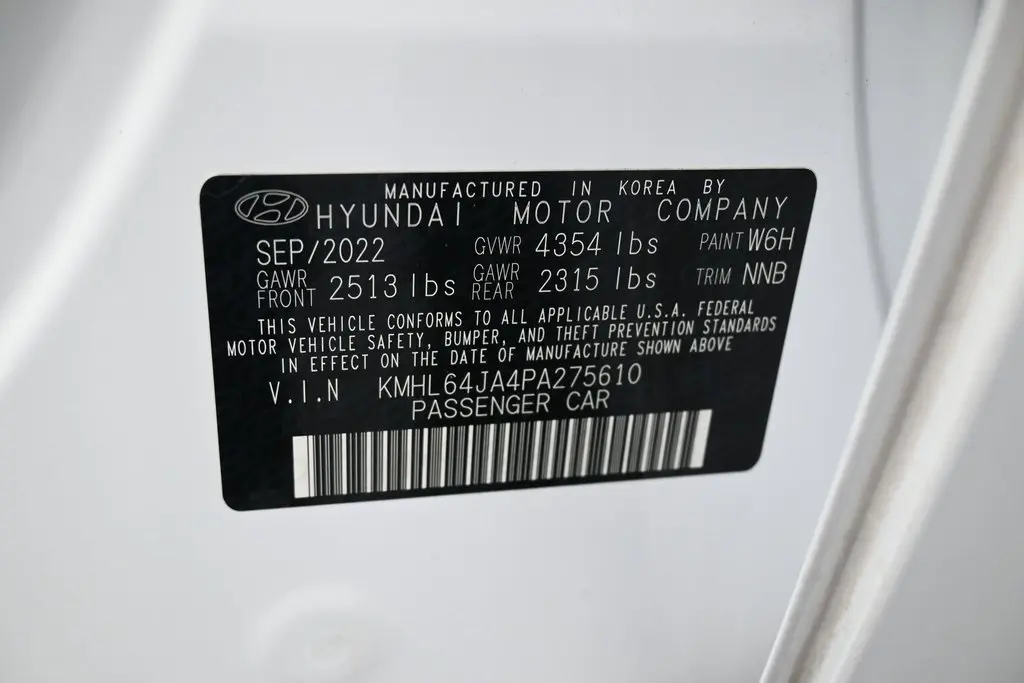 MANUFACTURED IN KOREA BY
HYUNDAI MOTOR COMPANY
SEP/2022 GVWR 4354 lbs PAINT W6H
GAWR FRONT 2513 lbs GAWR REAR 2315 lbs TRIM NNB
THIS VEHICLE CONFORMS TO ALL APPLICABLE U.S.A. FEDERAL
MOTOR VEHICLE SAFETY, BUMPER, AND THEFT PREVENTION STANDARDS
IN EFFECT ON THE DATE OF MANUFACTURE SHOWN ABOVE
V.I.N KMHL64JA4PA275610
PASSENGER CAR